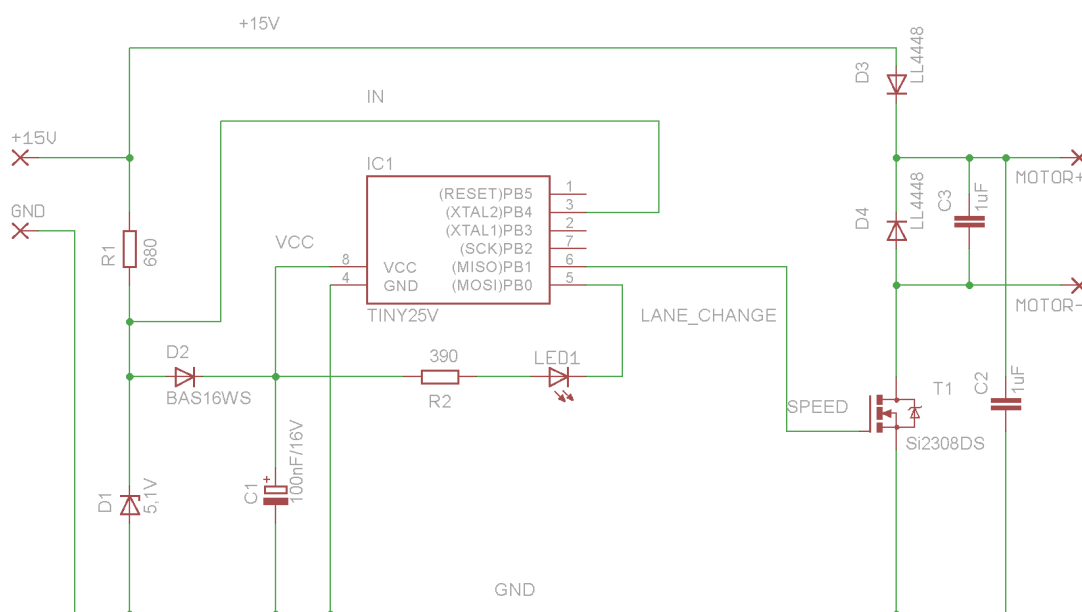 +15V
D3
LL4448
IN
+15V
IC1
(RESET)PB5
1
(XTAL2)PB4
3
(XTAL1)PB3
2
(SCK)PB2
7
8
VCC
(MISO)PB1
6
4
GND
(MOSI)PB0
5
TINY25V
MOTOR+
GND
R1
680
VCC
D4
LL4448
C3
1uF
MOTOR-
LANE_CHANGE
D2
BAS16WS
390
R2
LED1
SPEED
T1
Si2308DS
C2
1uF
D1
5,1V
+
C1
100nF/16V
GND